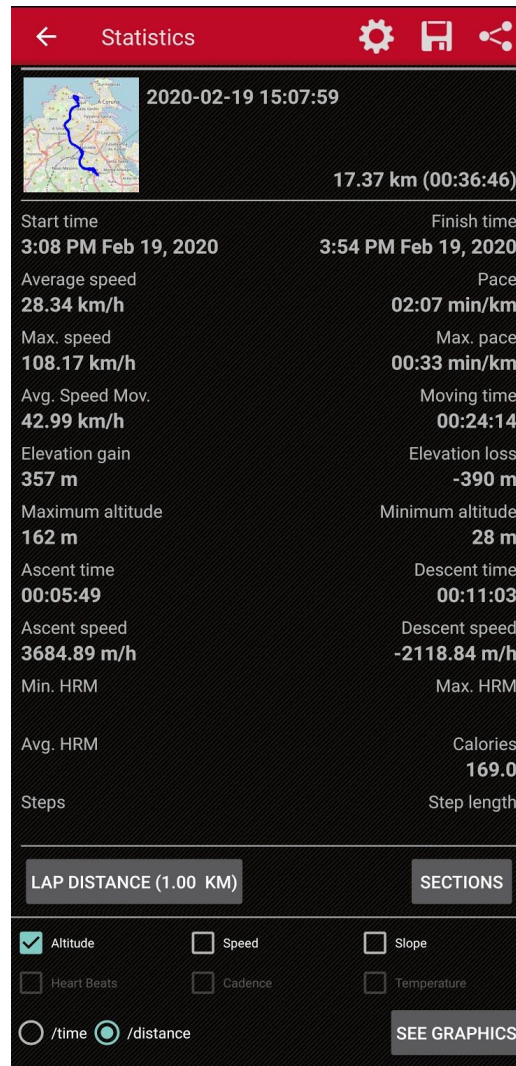 Statistics
2020-02-19 15:07:59
17.37 km (00:36:46)
Start time Finish time
3:08 PM Feb 19, 2020 3:54 PM Feb 19, 2020
Average speed Pace
28.34 km/h 02:07 min/km
Max. speed Max. pace
108.17 km/h 00:33 min/km
Avg. Speed Mov. Moving time
42.99 km/h 00:24:14
Elevation gain Elevation loss
357 m -390 m
Maximum altitude Minimum altitude
162 m 28 m
Ascent time Descent time
00:05:49 00:11:03
Ascent speed Descent speed
3684.89 m/h -2118.84 m/h
Min. HRM Max. HRM
Avg. HRM Calories
169.0
Steps Step length
LAP DISTANCE (1.00 KM) SECTIONS
Altitude Speed Slope
Heart Beats Cadence Temperature
/time /distance SEE GRAPHICS